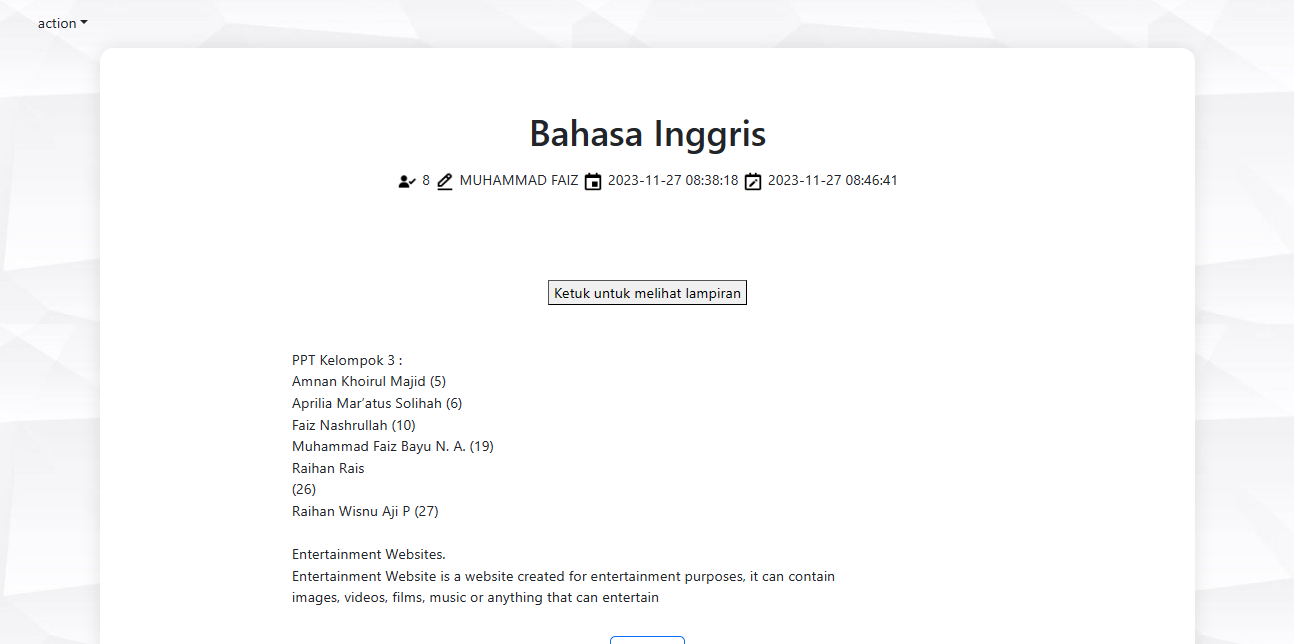 action
Bahasa Inggris
8 MUHAMMAD FAIZ 2023-11-27 08:38:18 2023-11-27 08:46:41
Ketuk untuk melihat lampiran
PPT Kelompok 3 :
Amnan Khoirul Majid (5)
Aprilia Mar'atus Solihah (6)
Faiz Nashrullah (10)
Muhammad Faiz Bayu N. A. (19)
Raihan Rais
(26)
Raihan Wisnu Aji P (27)
Entertainment Websites.
Entertainment Website is a website created for entertainment purposes, it can contain
images, videos, films, music or anything that can entertain